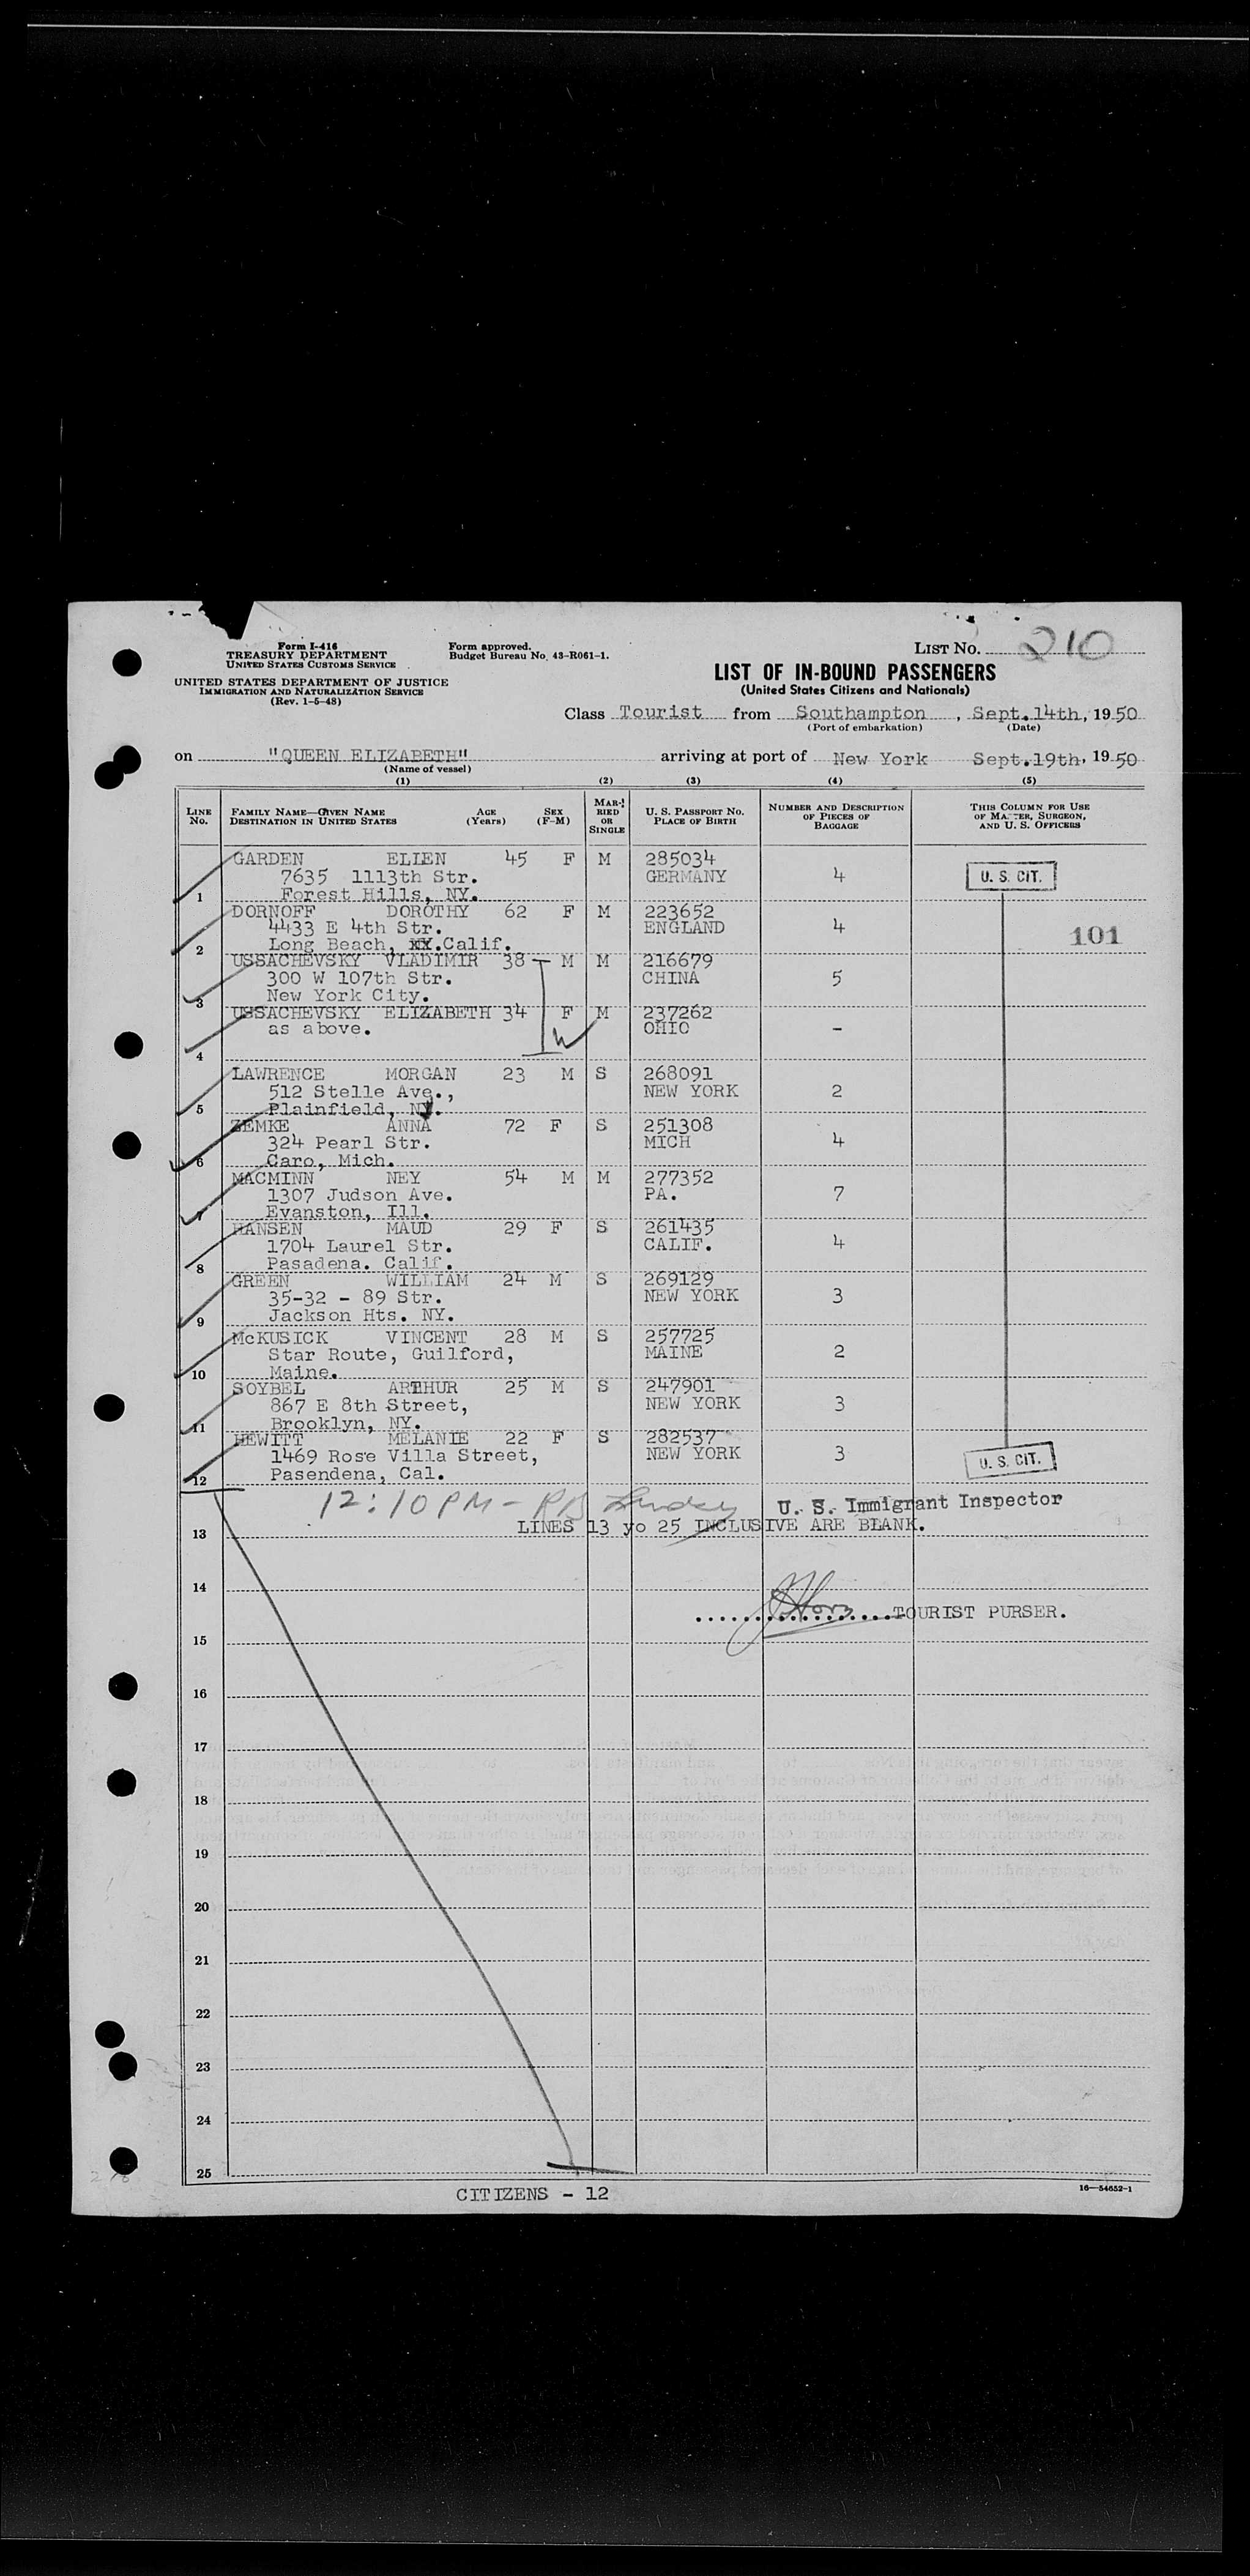 Form I-416
TREASURY DEPARTMENT
UNITED STATES CUSTOMS SERVICE
Form approved.
Budget Bureau No. 43-R061-1.
LIST No. 210
UNITED STATES DEPARTMENT OF JUSTICE
IMMIGRATION AND NATURALIZATION SERVICE
(Rev. 1-5-48)
LIST OF IN-BOUND PASSENGERS
(United States Citizens and Nationals)
Class Tourist from Southampton, Sept.14th, 1950
(Port of embarkation) (Date)
on "QUEEN ELIZABETH" arriving at port of New York Sept.19th, 1950
(Name of vessel)
(1) (2) (3) (4) (5)
LINE No. FAMILY NAME—GIVEN NAME DESTINATION IN UNITED STATES AGE (Years) SEX (F-M) MARRIED OR SINGLE U. S. PASSPORT No. PLACE OF BIRTH NUMBER AND DESCRIPTION OF PIECES OF BAGGAGE THIS COLUMN FOR USE OF MASTER, SURGEON, AND U. S. OFFICERS
GARDEN ELLEN 45 F M 285034
7635 1113th Str. GERMANY 4 U. S. CIT.
1 Forest Hills, NY.
DORNOFF DOROTHY 62 F M 223652
4433 E 4th Str. ENGLAND 4 101
2 Long Beach, Calif.
USSACHEVSKY VLADIMIR 38 M M 216679
300 W 107th Str. CHINA 5
3 New York City.
USSACHEVSKY ELIZABETH 34 F M 237262
as above. OHIO -
4
LAWRENCE MORGAN 23 M S 268091
512 Stelle Ave., NEW YORK 2
5 Plainfield, NJ.
ZEMKE ANNA 72 F S 251308
324 Pearl Str. MICH 4
6 Caro, Mich.
MACMINN NEY 54 M M 277352
1307 Judson Ave. PA. 7
7 Evanston, Ill.
HANSEN MAUD 29 F S 261435
1704 Laurel Str. CALIF. 4
8 Pasadena. Calif.
GREEN WILLIAM 24 M S 269129
35-32 - 89 Str. NEW YORK 3
9 Jackson Hts. NY.
McKUSICK VINCENT 28 M S 257725
Star Route, Guilford, MAINE 2
10 Maine.
SOYBEL ARTHUR 25 M S 247901
867 E 8th Street, NEW YORK 3
11 Brooklyn, NY.
HEWITT MELANIE 22 F S 282537
1469 Rose Villa Street, NEW YORK 3 U. S. CIT.
12 Pasendena, Cal.
12:10 PM - U. S. Immigrant Inspector
13 LINES 13 yo 25 INCLUSIVE ARE BLANK.
14
TOURIST PURSER.
15
16
17
18
19
20
21
22
23
24
25
CITIZENS - 12
16—54652-1